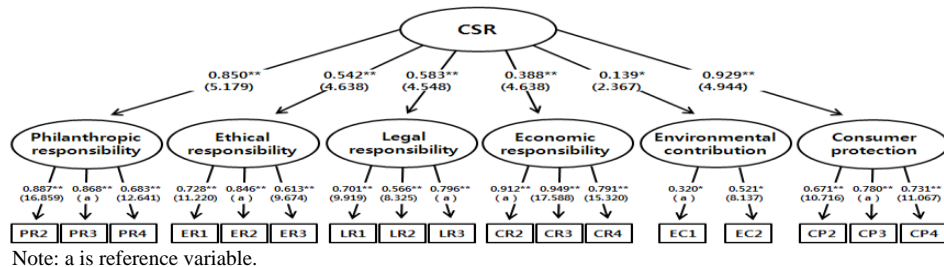 CSR
0.850** 0.542** 0.583** 0.388** 0.139* 0.929**
(5.179) (4.638) (4.548) (4.638) (2.367) (4.944)
Philanthropic responsibility
Ethical responsibility
Legal responsibility
Economic responsibility
Environmental contribution
Consumer protection
0.887** 0.868** 0.683** 0.728** 0.846** 0.613** 0.701** 0.566** 0.796** 0.912** 0.949** 0.791** 0.320* 0.521* 0.671** 0.780** 0.731**
(16.859) ( a ) (12.641) (11.220) ( a ) (9.674) (9.919) (8.325) ( a ) ( a ) (17.588) (15.320) ( a ) (8.137) (10.716) ( a ) (11.067)
PR2 PR3 PR4 ER1 ER2 ER3 LR1 LR2 LR3 CR2 CR3 CR4 EC1 EC2 CP2 CP3 CP4
Note: a is reference variable.